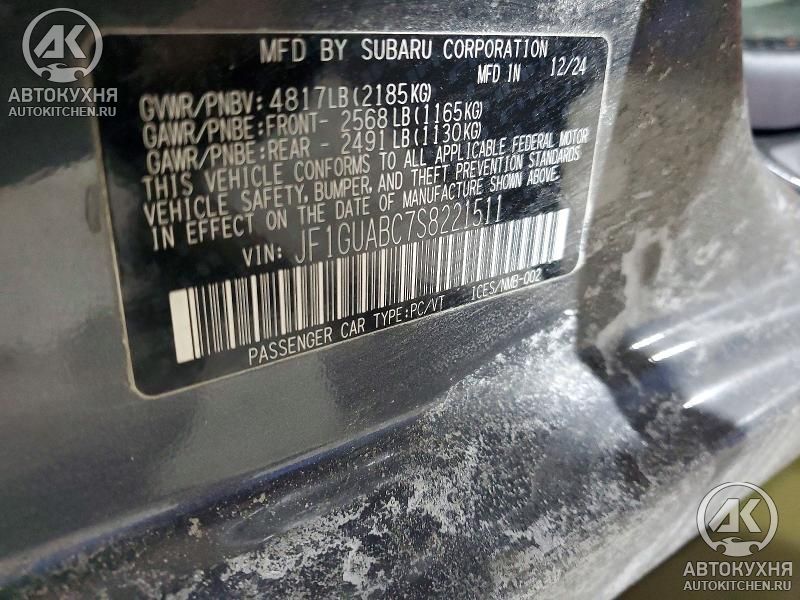 АК
АВТОКУХНЯ
AUTOKITCHEN.RU
MFD BY SUBARU CORPORATION
MFD IN 12/24
GVWR/PNBV: 4817LB(2185KG)
GAWR/PNBE:FRONT- 2568LB(1165KG)
GAWR/PNBE:REAR - 2491LB(1130KG)
THIS VEHICLE CONFORMS TO ALL APPLICABLE FEDERAL MOTOR
VEHICLE SAFETY, BUMPER, AND THEFT PREVENTION STANDARDS
IN EFFECT ON THE DATE OF MANUFACTURE SHOWN ABOVE.
VIN: JF1GUABC7S8221511
PASSENGER CAR TYPE:PC/VT ICES/NMB-002
АК
АВТОКУХНЯ
AUTOKITCHEN.RU